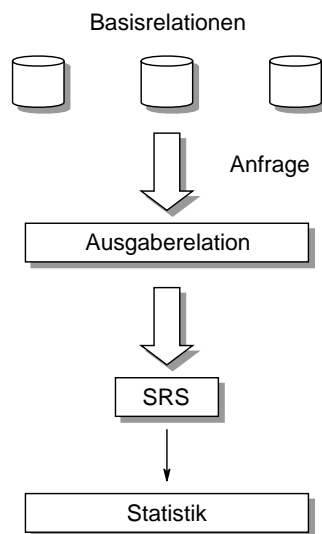 Basisrelationen
Anfrage
Ausgaberelation
SRS
Statistik